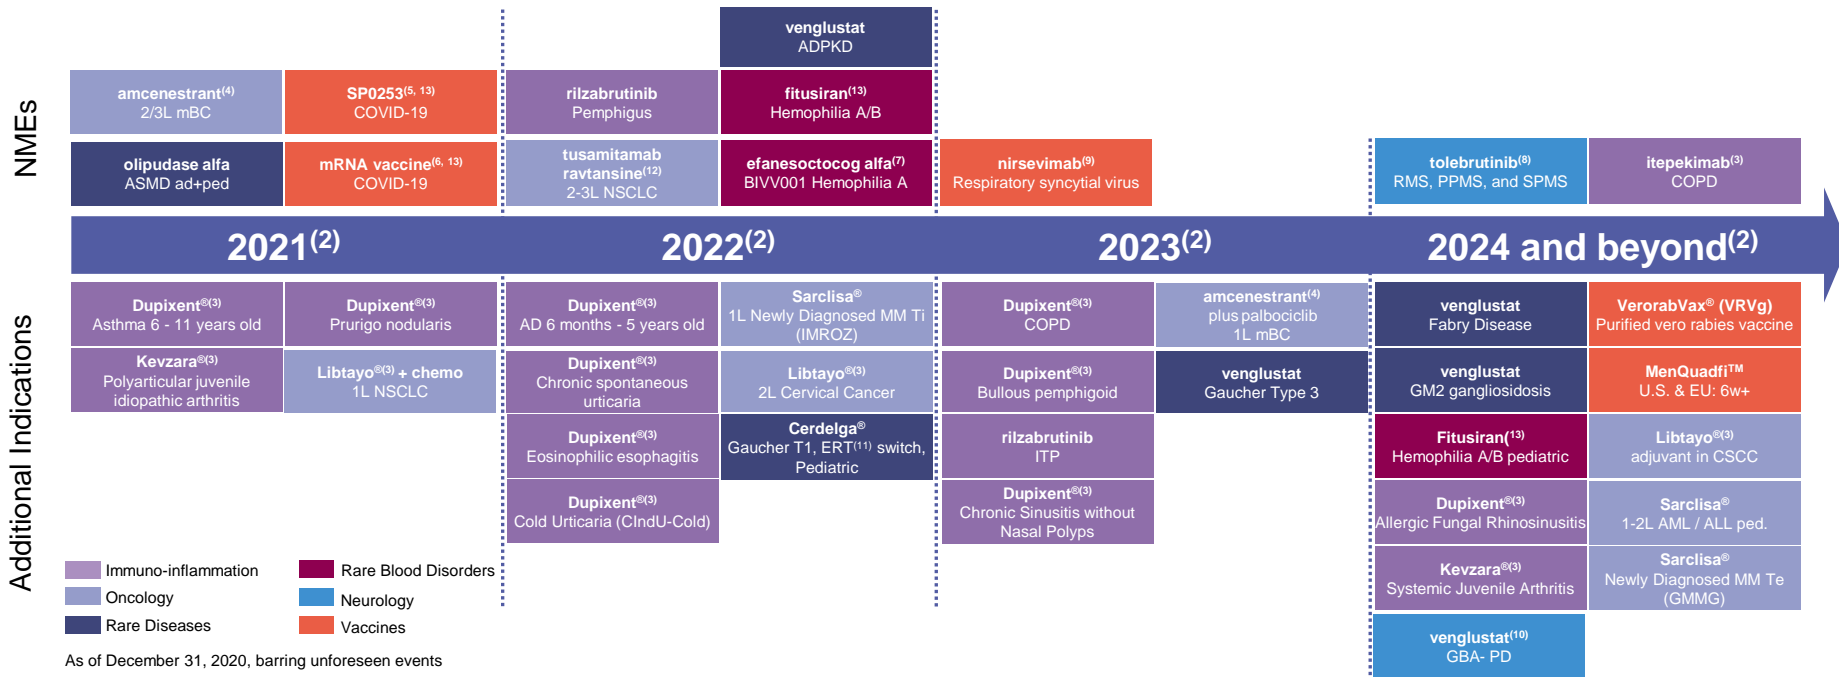 NMEs
venglustat
ADPKD
amcenestrant(4)
2/3L mBC
SP0253(5, 13)
COVID-19
rilzabrutinib
Pemphigus
fitusiran(13)
Hemophilia A/B
olipudase alfa
ASMD ad+ped
mRNA vaccine(6, 13)
COVID-19
tusamitamab
ravtansine(12)
2-3L NSCLC
efanesoctocog alfa(7)
BIVV001 Hemophilia A
nirsevimab(9)
Respiratory syncytial virus
tolebrutinib(8)
RMS, PPMS, and SPMS
itepekimab(3)
COPD
2021(2)
2022(2)
2023(2)
2024 and beyond(2)
Additional Indications
Dupixent®(3)
Asthma 6 - 11 years old
Dupixent®(3)
Prurigo nodularis
Kevzara®(3)
Polyarticular juvenile
idiopathic arthritis
Libtayo®(3) + chemo
1L NSCLC
Dupixent®(3)
AD 6 months - 5 years old
Sarclisa®
1L Newly Diagnosed MM Ti
(IMROZ)
Dupixent®(3)
Chronic spontaneous
urticaria
Libtayo®(3)
2L Cervical Cancer
Dupixent®(3)
Eosinophilic esophagitis
Cerdelga®
Gaucher T1, ERT(11) switch,
Pediatric
Dupixent®(3)
Cold Urticaria (CIndU-Cold)
Dupixent®(3)
COPD
amcenestrant(4)
plus palbociclib
1L mBC
Dupixent®(3)
Bullous pemphigoid
venglustat
Gaucher Type 3
rilzabrutinib
ITP
Dupixent®(3)
Chronic Sinusitis without
Nasal Polyps
venglustat
Fabry Disease
VerorabVax® (VRVg)
Purified vero rabies vaccine
venglustat
GM2 gangliosidosis
MenQuadfi™
U.S. & EU: 6w+
Fitusiran(13)
Hemophilia A/B pediatric
Libtayo®(3)
adjuvant in CSCC
Dupixent®(3)
Allergic Fungal Rhinosinusitis
Sarclisa®
1-2L AML / ALL ped.
Kevzara®(3)
Systemic Juvenile Arthritis
Sarclisa®
Newly Diagnosed MM Te
(GMMG)
venglustat(10)
GBA- PD
Immuno-inflammation
Oncology
Rare Diseases
Rare Blood Disorders
Neurology
Vaccines
As of December 31, 2020, barring unforeseen events